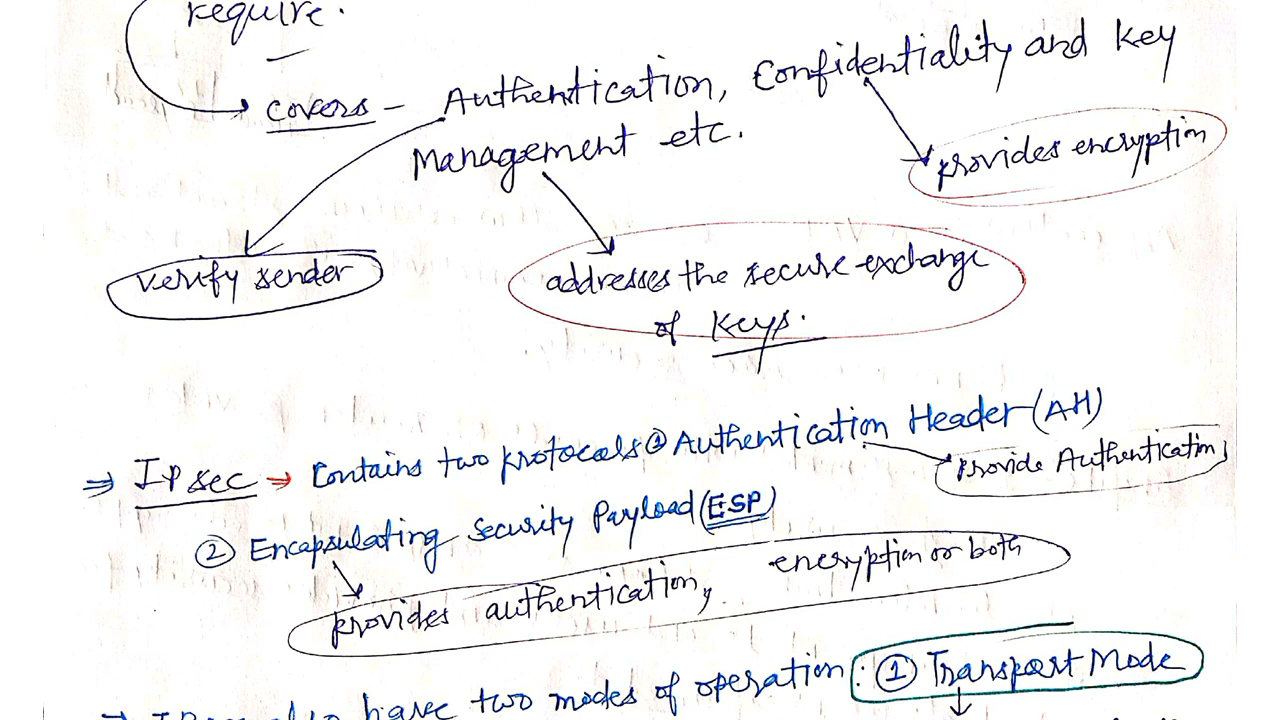 require.
covers - Authentication, Confidentiality and Key
Management etc.
provides encryption
verify sender
addresses the secure exchange
of Keys.
⇒ IPsec → Contains two protocols ① Authentication Header (AH)
provide Authentication
② Encapsulating Security Payload (ESP)
provides authentication, encryption or both
two modes of operation: ① Transport Mode